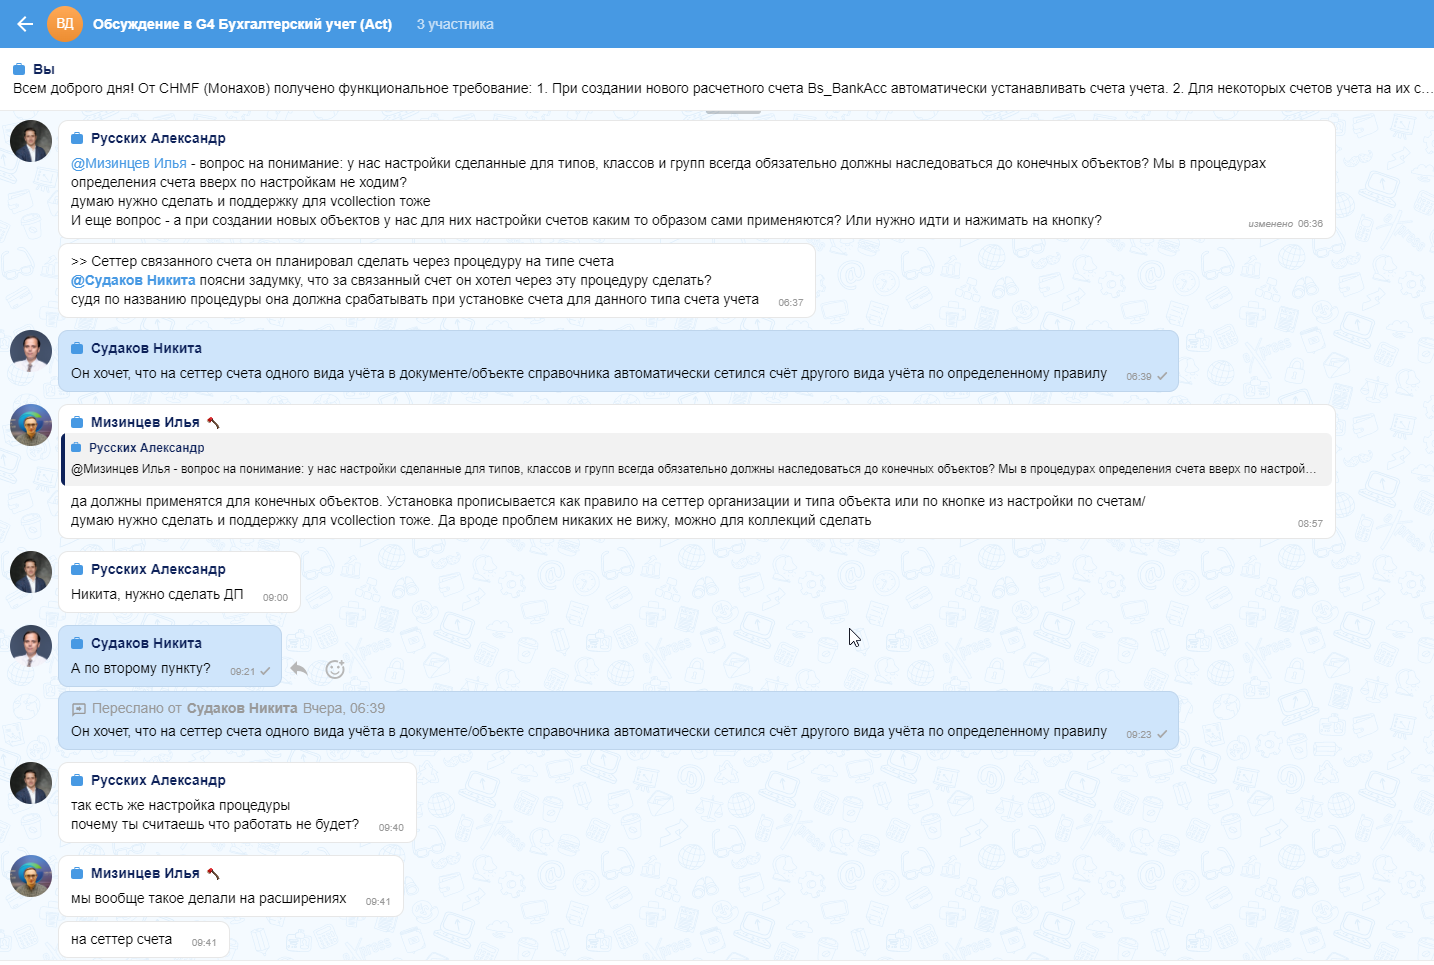 ВД
Обсуждение в G4 Бухгалтерский учет (Act)
3 участника
Вы
Всем доброго дня! От CHMF (Монахов) получено функциональное требование: 1. При создании нового расчетного счета Bs_BankAcc автоматически устанавливать счета учета. 2. Для некоторых счетов учета на их с...
Русских Александр
@Мизинцев Илья - вопрос на понимание: у нас настройки сделанные для типов, классов и групп всегда обязательно должны наследоваться до конечных объектов? Мы в процедурах
определения счета вверх по настройкам не ходим?
думаю нужно сделать и поддержку для vcollection тоже
И еще вопрос - а при создании новых объектов у нас для них настройки счетов каким то образом сами применяются? Или нужно идти и нажимать на кнопку?
изменено 06:36
>> Сеттер связанного счета он планировал сделать через процедуру на типе счета
@Судаков Никита поясни задумку, что за связанный счет он хотел через эту процедуру сделать?
судя по названию процедуры она должна срабатывать при установке счета для данного типа счета учета
06:37
Судаков Никита
Он хочет, что на сеттер счета одного вида учёта в документе/объекте справочника автоматически сетился счёт другого вида учёта по определенному правилу
06:39
Мизинцев Илья
Русских Александр
@Мизинцев Илья - вопрос на понимание: у нас настройки сделанные для типов, классов и групп всегда обязательно должны наследоваться до конечных объектов? Мы в процедурах определения счета вверх по настрой...
да должны применятся для конечных объектов. Установка прописывается как правило на сеттер организации и типа объекта или по кнопке из настройки по счетам/
думаю нужно сделать и поддержку для vcollection тоже. Да вроде проблем никаких не вижу, можно для коллекций сделать
08:57
Русских Александр
Никита, нужно сделать ДП
09:00
Судаков Никита
А по второму пункту?
09:21
Переслано от Судаков Никита Вчера, 06:39
Он хочет, что на сеттер счета одного вида учёта в документе/объекте справочника автоматически сетился счёт другого вида учёта по определенному правилу
09:23
Русских Александр
так есть же настройка процедуры
почему ты считаешь что работать не будет?
09:40
Мизинцев Илья
мы вообще такое делали на расширениях
09:41
на сеттер счета
09:41